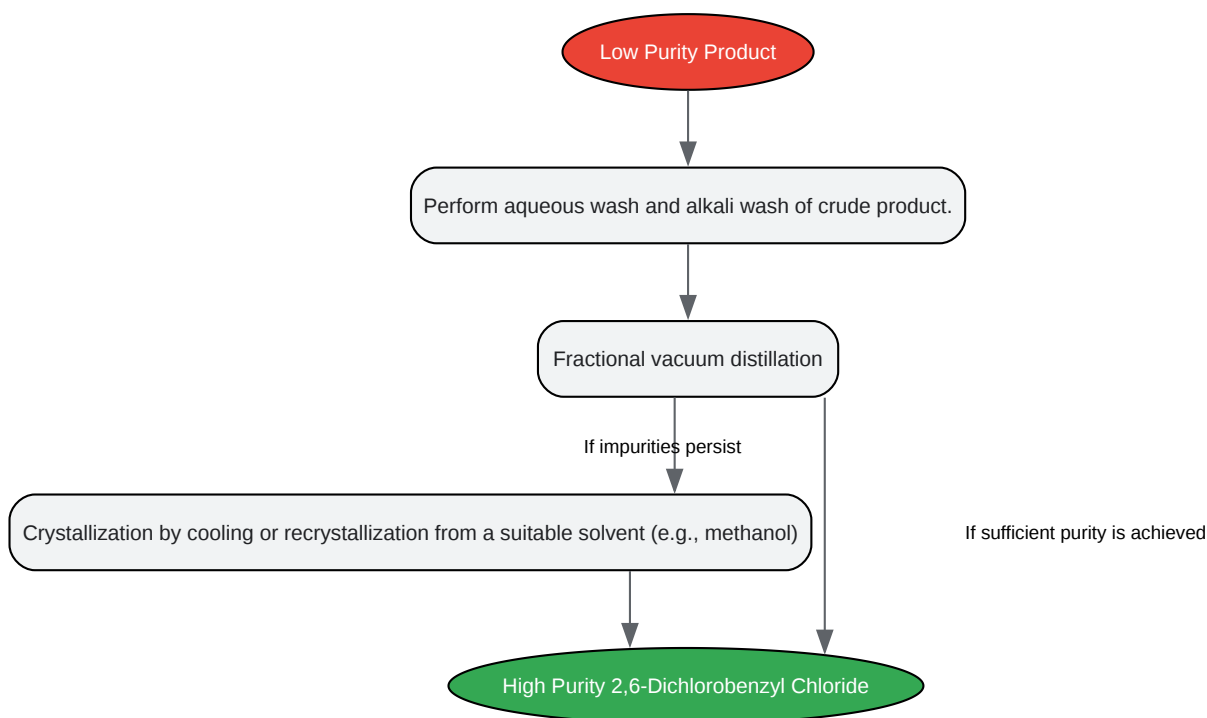 Low Purity Product
Perform aqueous wash and alkali wash of crude product.
Fractional vacuum distillation
If impurities persist
Crystallization by cooling or recrystallization from a suitable solvent (e.g., methanol)
If sufficient purity is achieved
High Purity 2,6-Dichlorobenzyl Chloride